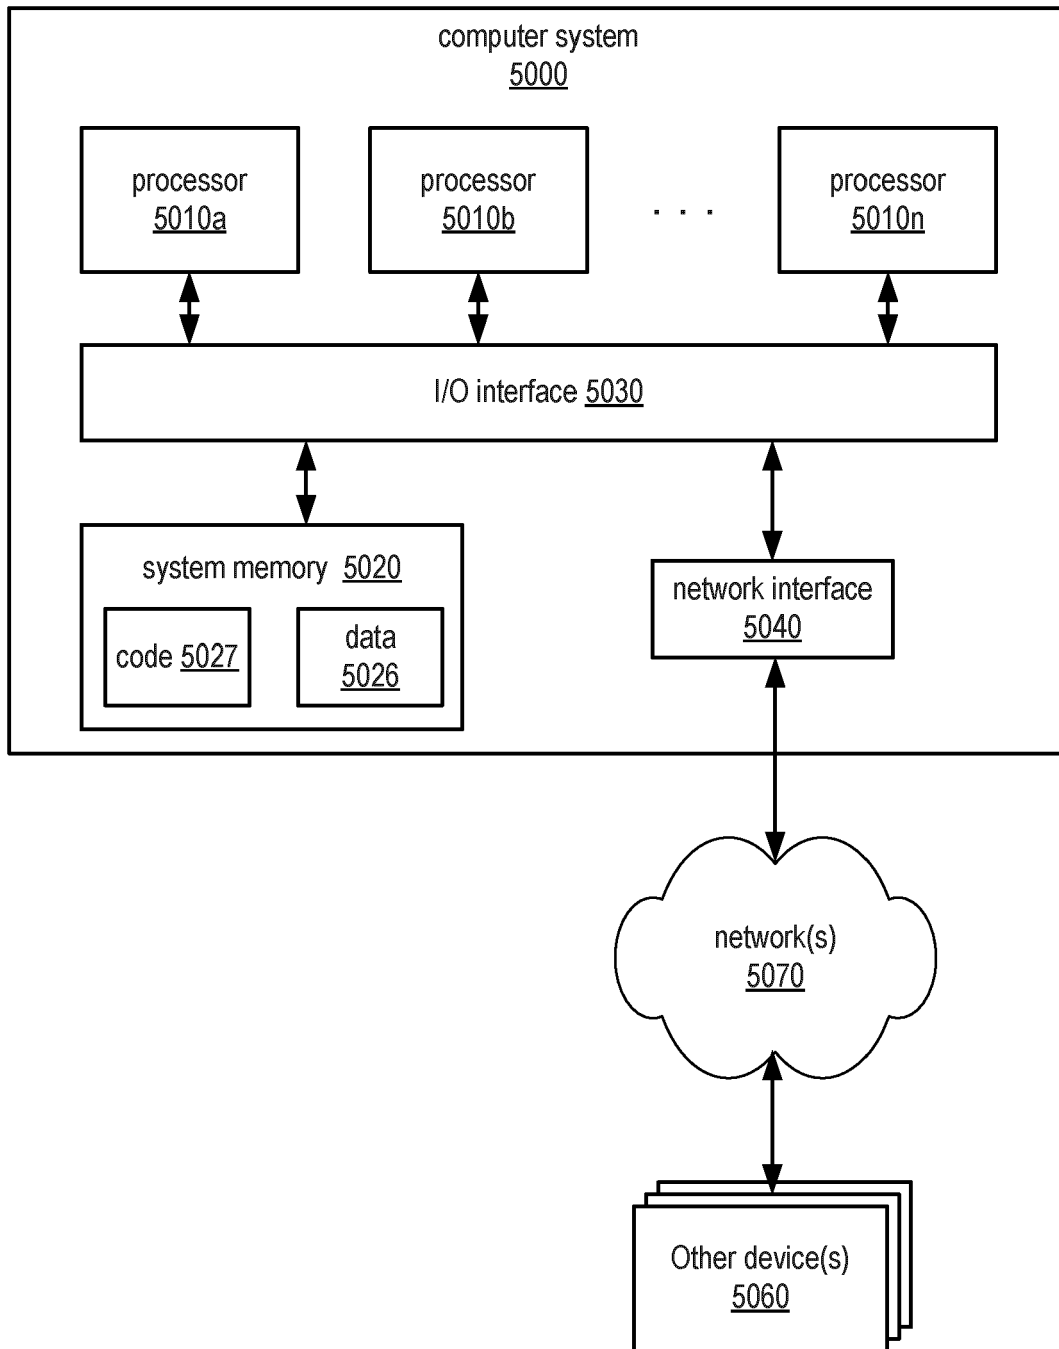 computer system
5000
processor
5010a
processor
5010b
. . .
processor
5010n
I/O interface 5030
system memory 5020
code 5027
data
5026
network interface
5040
network(s)
5070
Other device(s)
5060